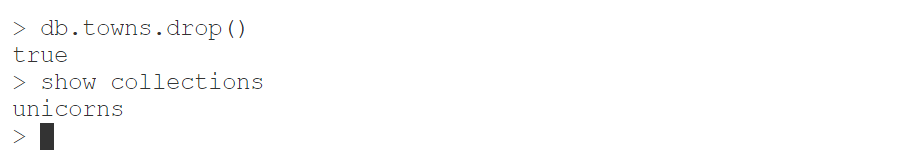 > db.towns.drop()
true
> show collections
unicorns
>